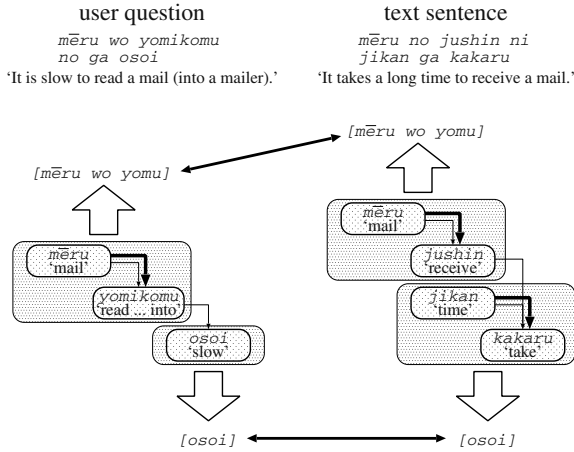 user question
mēru wo yomikomu
no ga osoi
‘It is slow to read a mail (into a mailer).’
text sentence
mēru no jushin ni
jikan ga kakaru
‘It takes a long time to receive a mail.’
[mēru wo yomu]
[mēru wo yomu]
mēru
‘mail’
yomikomu
‘read ... into’
osoi
‘slow’
mēru
‘mail’
jushin
‘receive’
jikan
‘time’
kakaru
‘take’
[osoi]
[osoi]